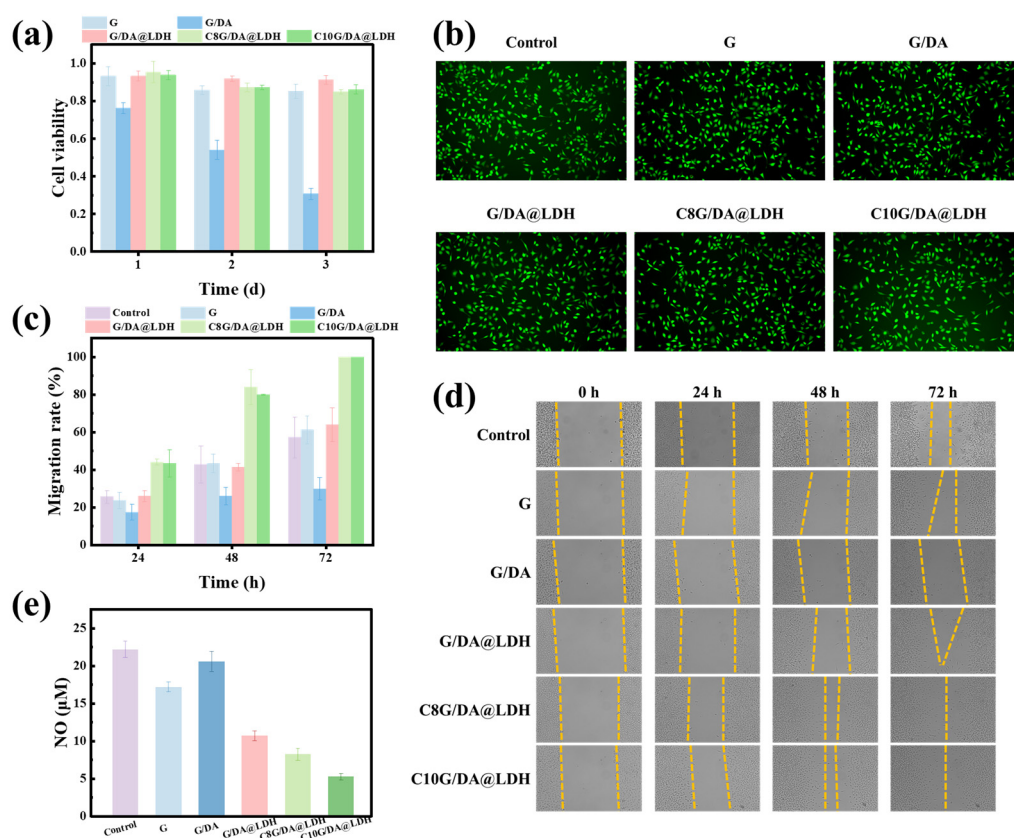 (a)
G
G/DA
G/DA@LDH
C8G/DA@LDH
C10G/DA@LDH
Cell viability
1.0
0.8
0.6
0.4
0.2
0.0
1
2
3
Time (d)
(b)
Control
G
G/DA
G/DA@LDH
C8G/DA@LDH
C10G/DA@LDH
(c)
Control
G
G/DA
G/DA@LDH
C8G/DA@LDH
C10G/DA@LDH
Migration rate (%)
100
80
60
40
20
0
24
48
72
Time (h)
(d)
0 h
24 h
48 h
72 h
Control
G
G/DA
G/DA@LDH
C8G/DA@LDH
C10G/DA@LDH
(e)
NO (μM)
25
20
15
10
5
0
Control
G
G/DA
G/DA@LDH
C8G/DA@LDH
C10G/DA@LDH